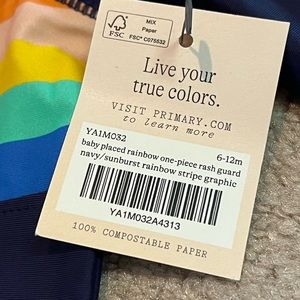 FSC
MIX
Paper
FSC® C075532
Live your
true colors.
VISIT PRIMARY.COM
to learn more
YA1M032 6-12m
baby placed rainbow one-piece rash guard
navy/sunburst rainbow stripe graphic
YA1M032A4313
100% COMPOSTABLE PAPER